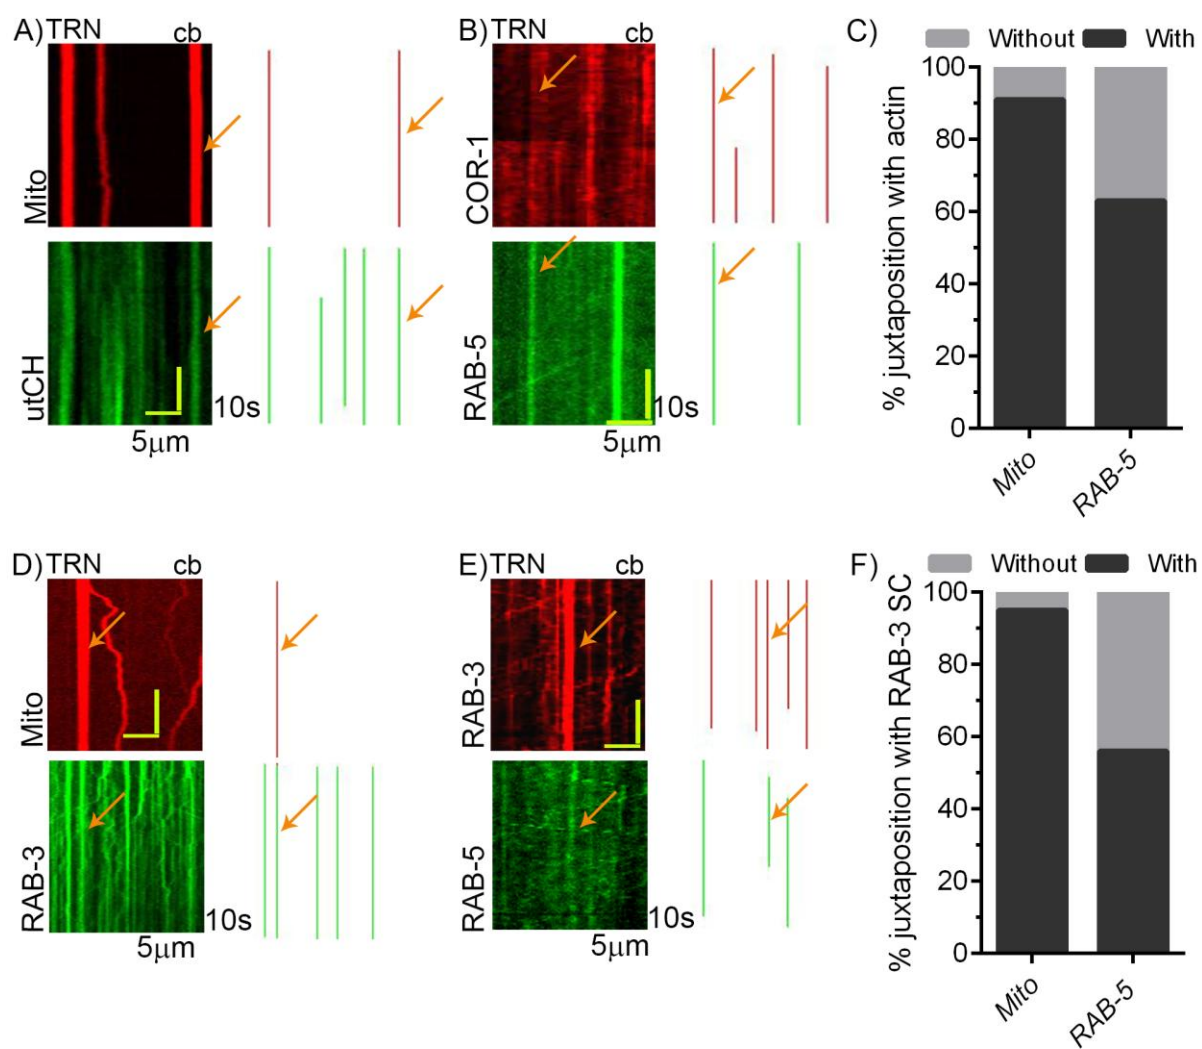 A) TRN cb
Mito
utCH
10s
5μm
B) TRN cb
COR-1
RAB-5
10s
5μm
C)
Without With
% juxtaposition with actin
100
80
60
40
20
0
Mito
RAB-5
D) TRN cb
Mito
RAB-3
10s
5μm
E) TRN cb
RAB-3
RAB-5
10s
5μm
F)
Without With
% juxtaposition with RAB-3 SC
100
80
60
40
20
0
Mito
RAB-5